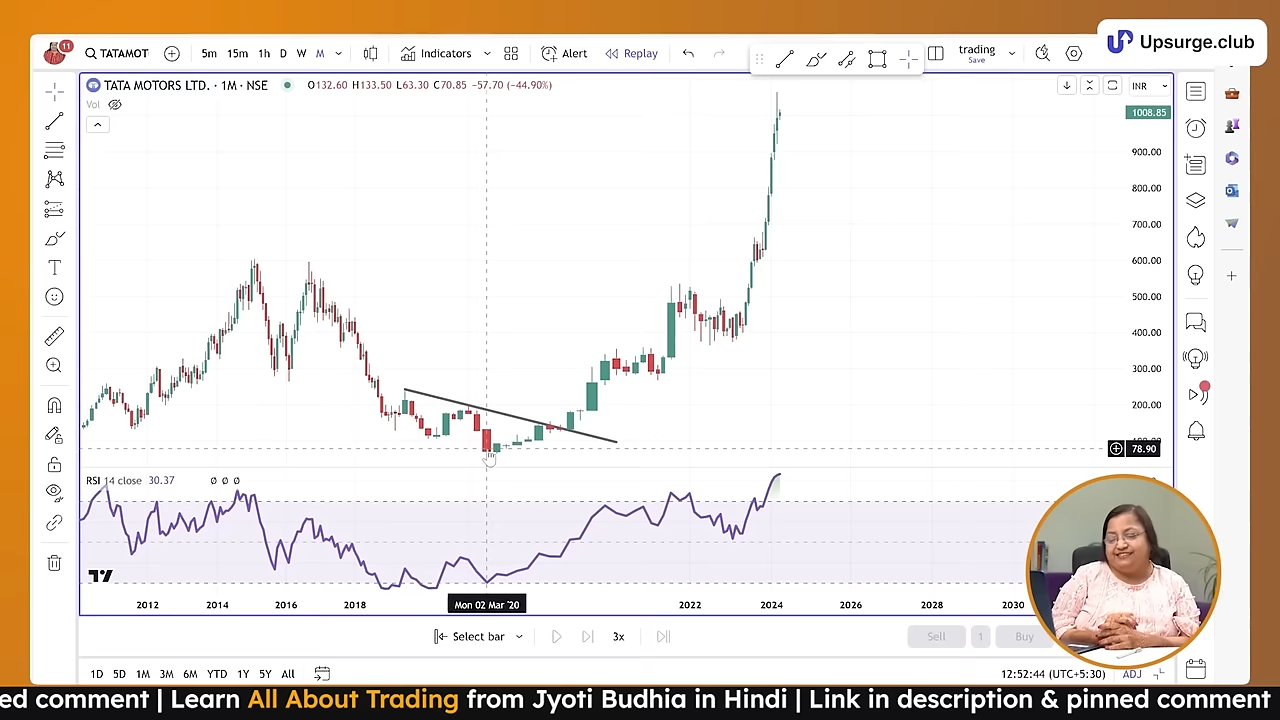 Upsurge.club
11
TATAMOT
5m 15m 1h D W M
Indicators
Alert
Replay
trading
Save
TATA MOTORS LTD. · 1M · NSE
O132.60 H133.50 L63.30 C70.85 −57.70 (−44.90%)
INR
Vol
1008.85
900.00
800.00
700.00
600.00
500.00
400.00
300.00
200.00
78.90
RSI 14 close 30.37 Ø Ø Ø
2012 2014 2016 2018 Mon 02 Mar '20 2022 2024 2026 2028 2030
Select bar
3x
Sell 1 Buy
1D 5D 1M 3M 6M YTD 1Y 5Y All
12:52:44 (UTC+5:30) ADJ
ed comment | Learn All About Trading from Jyoti Budhia in Hindi | Link in description & pinned comment